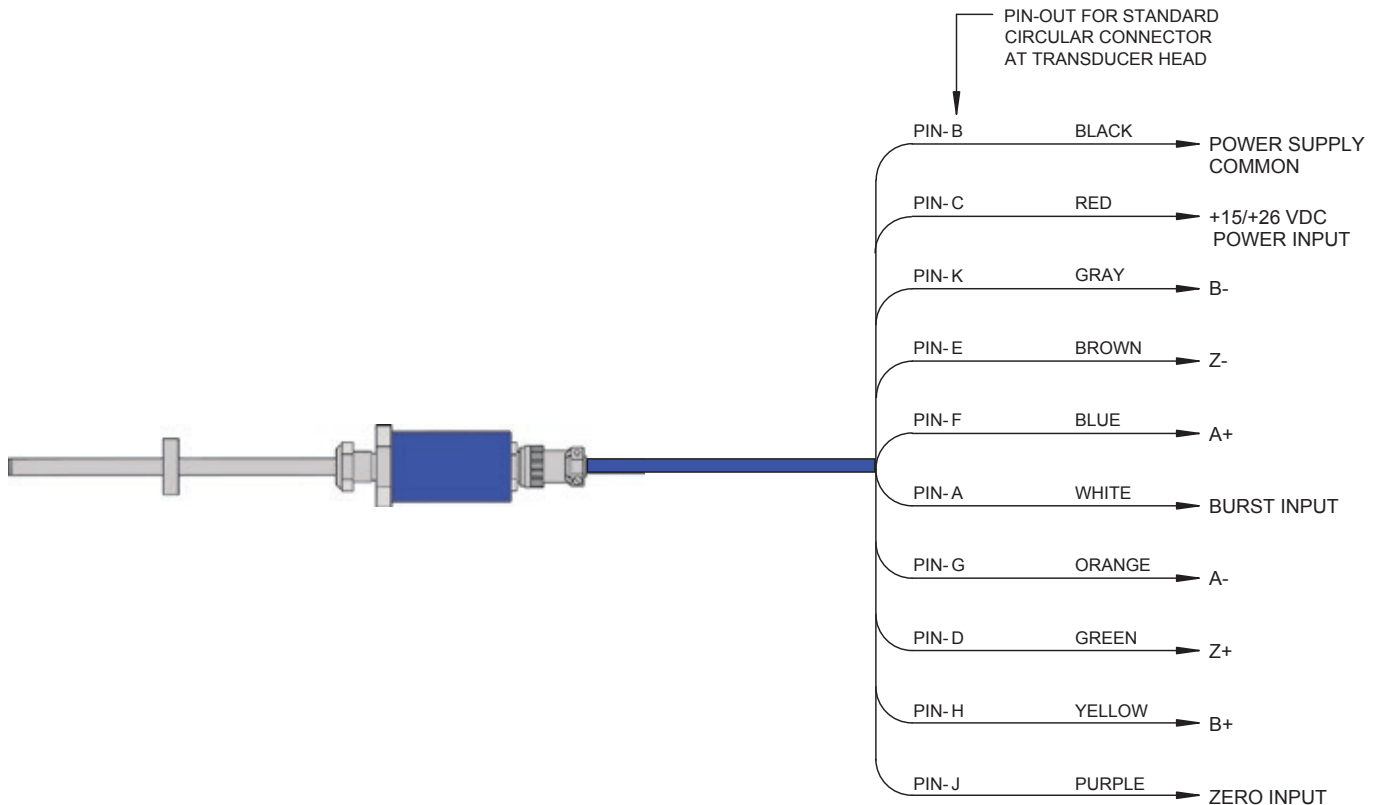 PIN-OUT FOR STANDARD
CIRCULAR CONNECTOR
AT TRANSDUCER HEAD
PIN-B BLACK POWER SUPPLY
COMMON
PIN-C RED +15/+26 VDC
POWER INPUT
PIN-K GRAY B-
PIN-E BROWN Z-
PIN-F BLUE A+
PIN-A WHITE BURST INPUT
PIN-G ORANGE A-
PIN-D GREEN Z+
PIN-H YELLOW B+
PIN-J PURPLE ZERO INPUT